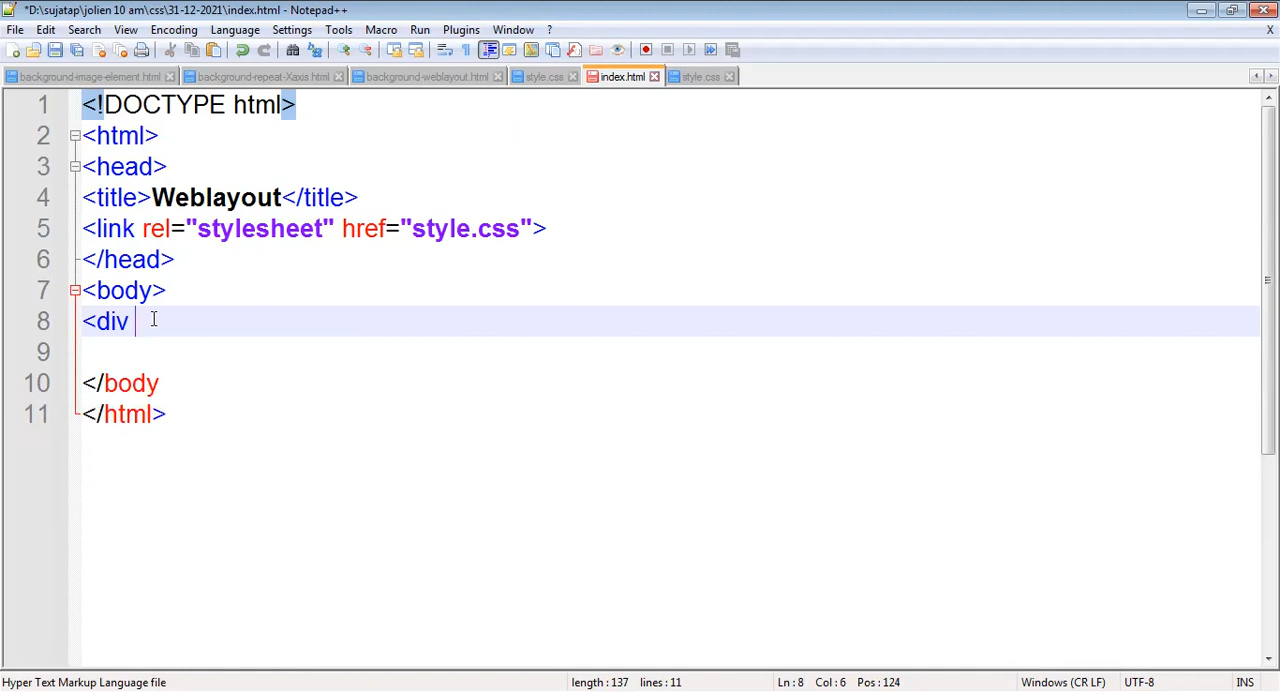 *D:\sujatap\jolien 10 am\css\31-12-2021\index.html - Notepad++
File Edit Search View Encoding Language Settings Tools Macro Run Plugins Window ? X
background-image-element.html background-repeat-Xaxis.html background-weblayout.html style.css index.html style.css
1 <!DOCTYPE html>
2 <html>
3 <head>
4 <title>Weblayout</title>
5 <link rel="stylesheet" href="style.css">
6 </head>
7 <body>
8 <div
9
10 </body
11 </html>
Hyper Text Markup Language file length : 137 lines : 11 Ln : 8 Col : 6 Pos : 124 Windows (CR LF) UTF-8 INS